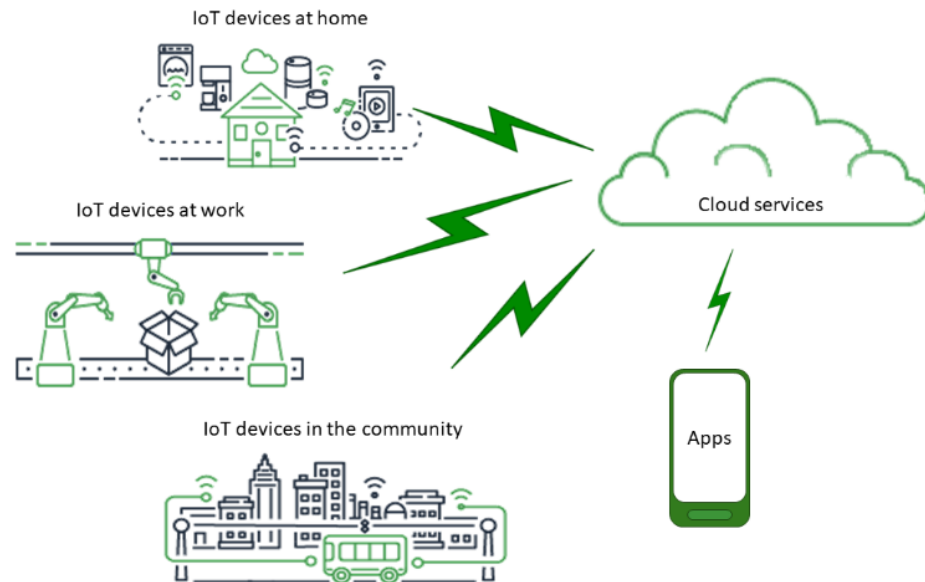 IoT devices at home
Cloud services
IoT devices at work
Apps
IoT devices in the community